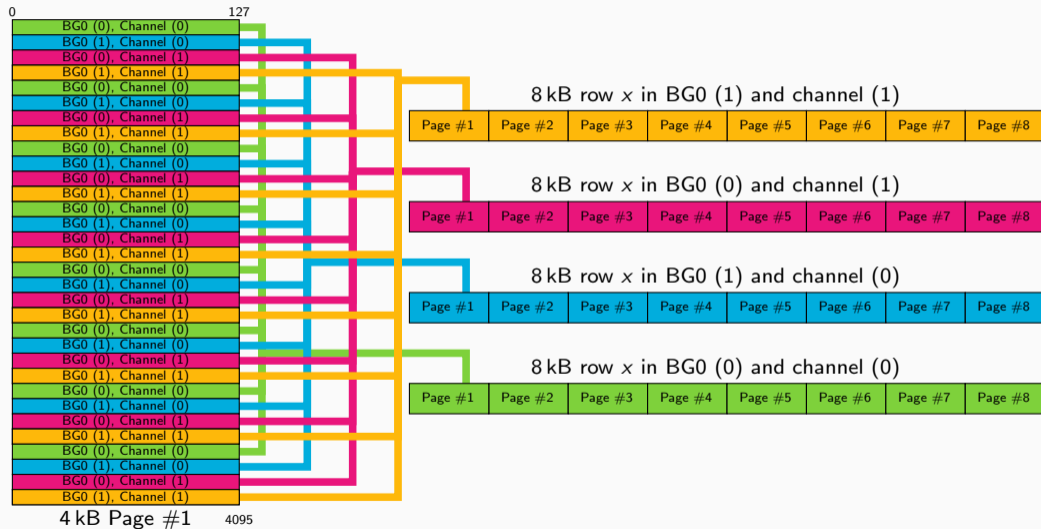 0 127
BG0 (0), Channel (0)
BG0 (1), Channel (0)
BG0 (0), Channel (1)
BG0 (1), Channel (1)
BG0 (0), Channel (0)
BG0 (1), Channel (0)
BG0 (0), Channel (1)
BG0 (1), Channel (1)
BG0 (0), Channel (0)
BG0 (1), Channel (0)
BG0 (0), Channel (1)
BG0 (1), Channel (1)
BG0 (0), Channel (0)
BG0 (1), Channel (0)
BG0 (0), Channel (1)
BG0 (1), Channel (1)
BG0 (0), Channel (0)
BG0 (1), Channel (0)
BG0 (0), Channel (1)
BG0 (1), Channel (1)
BG0 (0), Channel (0)
BG0 (1), Channel (0)
BG0 (0), Channel (1)
BG0 (1), Channel (1)
BG0 (0), Channel (0)
BG0 (1), Channel (0)
BG0 (0), Channel (1)
BG0 (1), Channel (1)
BG0 (0), Channel (0)
BG0 (1), Channel (0)
BG0 (0), Channel (1)
BG0 (1), Channel (1)
4 kB Page #1 4095
8 kB row x in BG0 (1) and channel (1)
Page #1 Page #2 Page #3 Page #4 Page #5 Page #6 Page #7 Page #8
8 kB row x in BG0 (0) and channel (1)
Page #1 Page #2 Page #3 Page #4 Page #5 Page #6 Page #7 Page #8
8 kB row x in BG0 (1) and channel (0)
Page #1 Page #2 Page #3 Page #4 Page #5 Page #6 Page #7 Page #8
8 kB row x in BG0 (0) and channel (0)
Page #1 Page #2 Page #3 Page #4 Page #5 Page #6 Page #7 Page #8